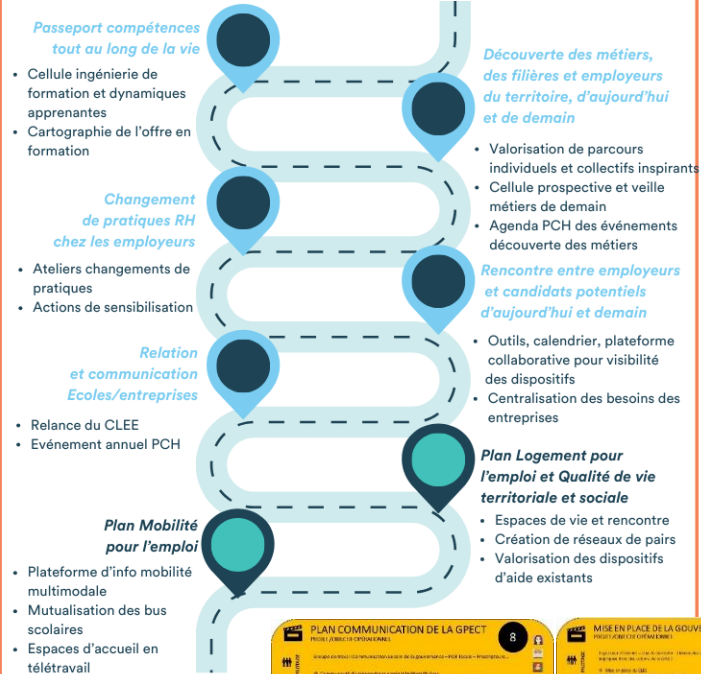 Passeport compétences
tout au long de la vie
• Cellule ingénierie de
formation et dynamiques
apprenantes
• Cartographie de l'offre en
formation
Découverte des métiers,
des filières et employeurs
du territoire, d'aujourd'hui
et de demain
• Valorisation de parcours
individuels et collectifs inspirants
• Cellule prospective et veille
métiers de demain
• Agenda PCH des événements
découverte des métiers
Changement
de pratiques RH
chez les employeurs
• Ateliers changements de
pratiques
• Actions de sensibilisation
Rencontre entre employeurs
et candidats potentiels
d'aujourd'hui et demain
• Outils, calendrier, plateforme
collaborative pour visibilité
des dispositifs
• Centralisation des besoins des
entreprises
Relation
et communication
Ecoles/entreprises
• Relance du CLEE
• Evénement annuel PCH
Plan Logement pour
l'emploi et Qualité de vie
territoriale et sociale
• Espaces de vie et rencontre
• Création de réseaux de pairs
• Valorisation des dispositifs
d'aide existants
Plan Mobilité
pour l'emploi
• Plateforme d'info mobilité
multimodale
• Mutualisation des bus
scolaires
• Espaces d'accueil en
télétravail
PLAN COMMUNICATION DE LA GPECT
PROJET/OBJECTIF OPÉRATIONNEL
8
MISE EN PLACE DE LA GOUV
PROJET/OBJECTIF OPÉRATIONNEL